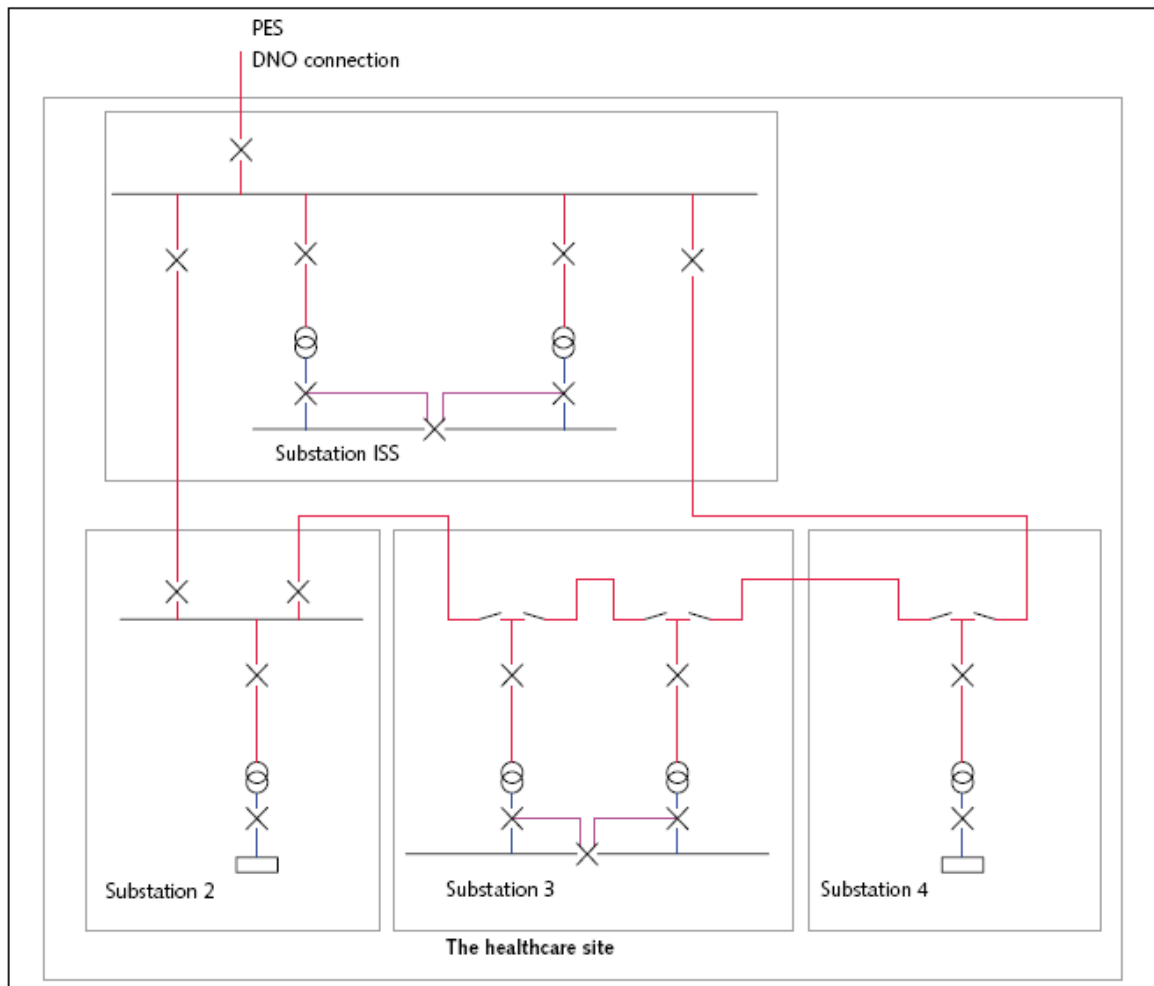 PES
DNO connection
Substation ISS
Substation 2
Substation 3
Substation 4
The healthcare site